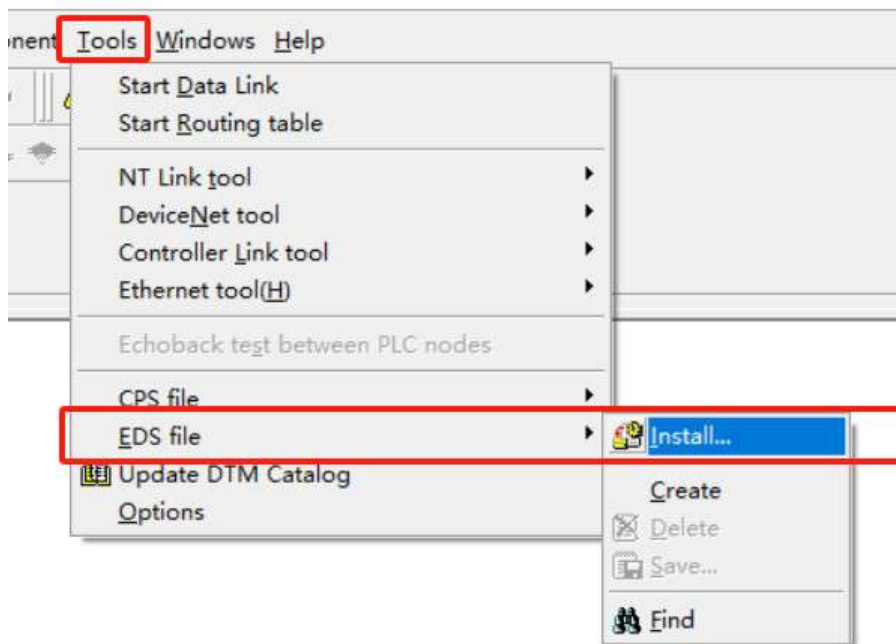 Tools Windows Help
Start Data Link
Start Routing table
NT Link tool
DeviceNet tool
Controller Link tool
Ethernet tool(H)
Echoback test between PLC nodes
CPS file
EDS file
Install...
Update DTM Catalog
Create
Options
Delete
Save...
Find